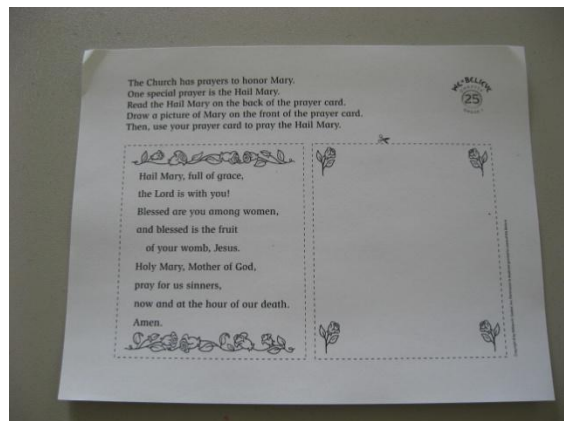 The Church has prayers to honor Mary.
One special prayer is the Hail Mary.
Read the Hail Mary on the back of the prayer card.
Draw a picture of Mary on the front of the prayer card.
Then, use your prayer card to pray the Hail Mary.
WE•BELIEVE
25
Hail Mary, full of grace,
the Lord is with you!
Blessed are you among women,
and blessed is the fruit
of your womb, Jesus.
Holy Mary, Mother of God,
pray for us sinners,
now and at the hour of our death.
Amen.